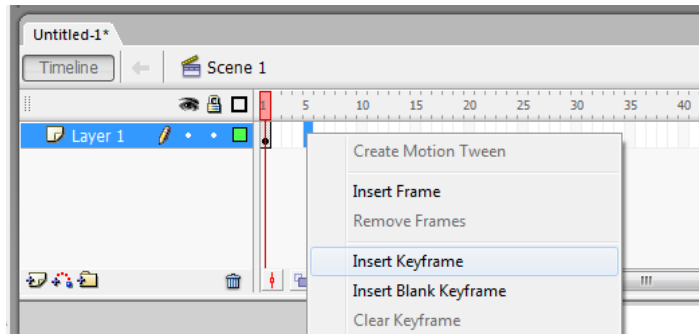 Untitled-1*
Timeline Scene 1
1 5 10 15 20 25 30 35 40
Layer 1
Create Motion Tween
Insert Frame
Remove Frames
Insert Keyframe
Insert Blank Keyframe
Clear Keyframe